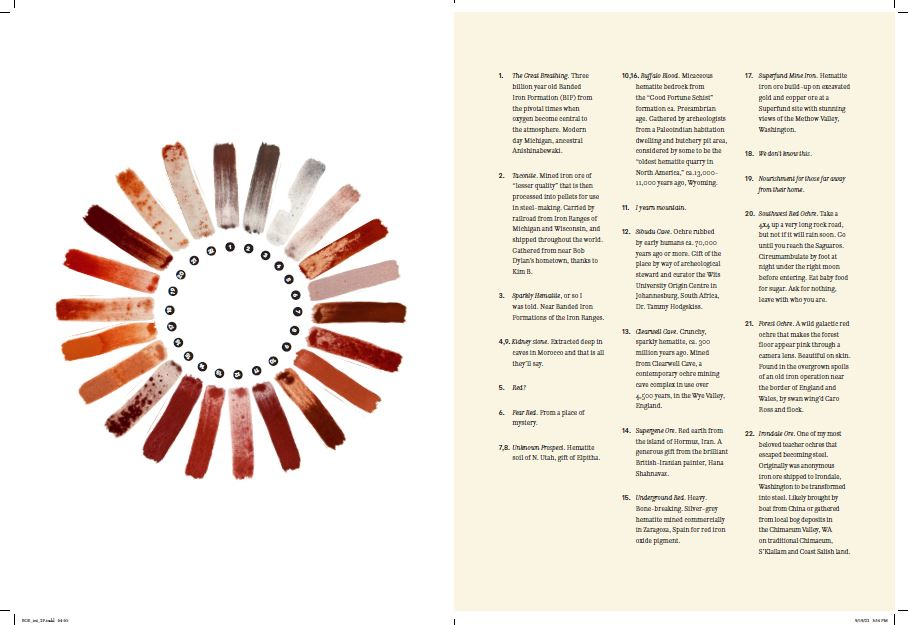 1
2
1. The Great Breathing. Three
billion year old Banded
Iron Formation (BIF) from
the pivotal times when
oxygen become central to
the atmosphere. Modern
day Michigan, ancestral
Anishinabewaki.
2. Taconite. Mined iron ore of
"lesser quality" that is then
processed into pellets for use
in steel-making. Carried by
railroad from Iron Ranges of
Michigan and Wisconsin, and
shipped throughout the world.
Gathered from near Bob
Dylan's hometown, thanks to
Kim B.
3. Sparkly Hematite, or so I
was told. Near Banded Iron
Formations of the Iron Ranges.
4,9. Kidney stone. Extracted deep in
caves in Morocco and that is all
they'll say.
5. Red?
6. Fear Red. From a place of
mystery.
7,8. Unknown Prospect. Hematite
soil of N. Utah, gift of Elpitha.
10,16. Buffalo Blood. Micaceous
hematite bedrock from
the "Good Fortune Schist"
formation ca. Precambrian
age. Gathered by archeologists
from a Paleoindian habitation
dwelling and butchery pit area,
considered by some to be the
"oldest hematite quarry in
North America," ca.13,000–
11,000 years ago, Wyoming.
11. I years mountain.
12. Sibudu Cave. Ochre rubbed
by early humans ca. 70,000
years ago or more. Gift of the
place by way of archeological
steward and curator the Wits
University Origin Centre in
Johannesburg, South Africa,
Dr. Tammy Hodgskiss.
13. Clearwell Cave. Crunchy,
sparkly hematite, ca. 300
million years ago. Mined
from Clearwell Cave, a
contemporary ochre mining
cave complex in use over
4,500 years, in the Wye Valley,
England.
14. Supergene Ore. Red earth from
the island of Hormuz, Iran. A
generous gift from the brilliant
British-Iranian painter, Hana
Shahnavaz.
15. Underground Red. Heavy.
Bone-breaking. Silver-grey
hematite mined commercially
in Zaragoza, Spain for red iron
oxide pigment.
17. Superfund Mine Iron. Hematite
iron ore build-up on excavated
gold and copper ore at a
Superfund site with stunning
views of the Methow Valley,
Washington.
18. We don't know this.
19. Nourishment for those far away
from their home.
20. Southwest Red Ochre. Take a
4x4 up a very long rock road,
but not if it will rain soon. Go
until you reach the Saguaros.
Circumambulate by foot at
night under the right moon
before entering. Eat baby food
for sugar. Ask for nothing,
leave with who you are.
21. Forest Ochre. A wild galactic red
ochre that makes the forest
floor appear pink through a
camera lens. Beautiful on skin.
Found in the overgrown spoils
of an old iron operation near
the border of England and
Wales, by swan wing'd Caro
Ross and flock.
22. Irondale Ore. One of my most
beloved teacher ochres that
escaped becoming steel.
Originally was anonymous
iron ore shipped to Irondale,
Washington to be transformed
into steel. Likely brought by
boat from China or gathered
from local bog deposits in
the Chimacum Valley, WA
on traditional Chimacum,
S'Klallam and Coast Salish land.